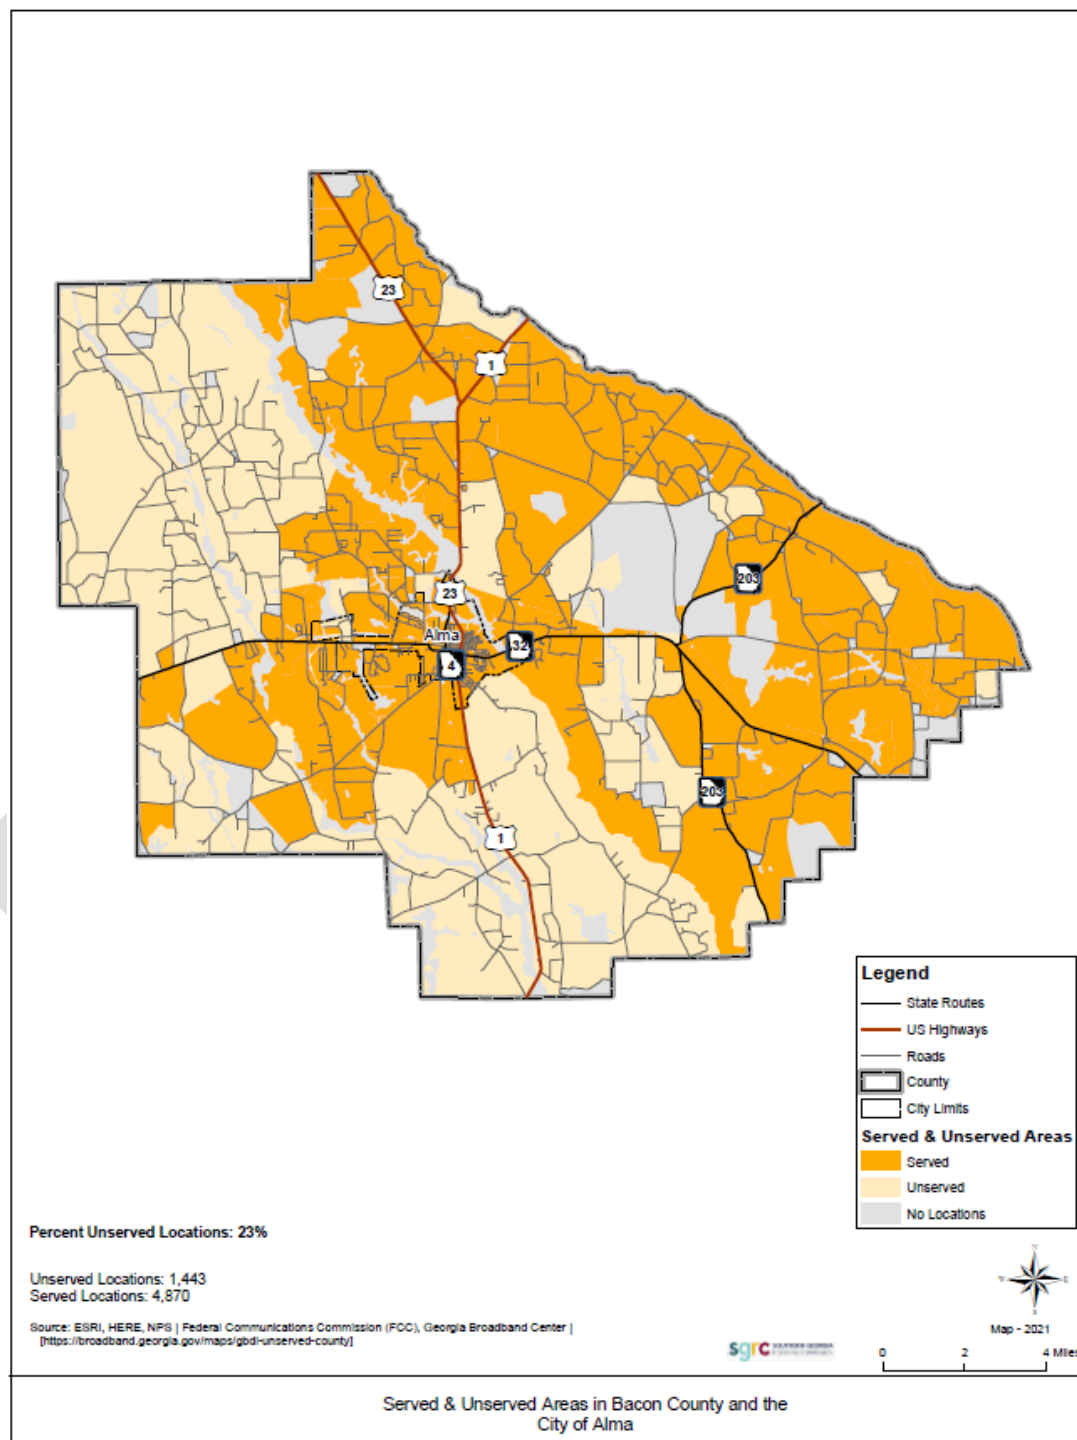 23
1
203
23
Alma
32
4
203
1
Legend
State Routes
US Highways
Roads
County
City Limits
Served & Unserved Areas
Served
Unserved
No Locations
Percent Unserved Locations: 23%
Unserved Locations: 1,443
Served Locations: 4,870
Source: ESRI, HERE, NPS | Federal Communications Commission (FCC), Georgia Broadband Center |
[https://broadband.georgia.gov/maps/gbdi-unserved-county]
sgrc SOUTHERN GEORGIA
N
W E
S
Map - 2021
0 2 4 Miles
Served & Unserved Areas in Bacon County and the
City of Alma